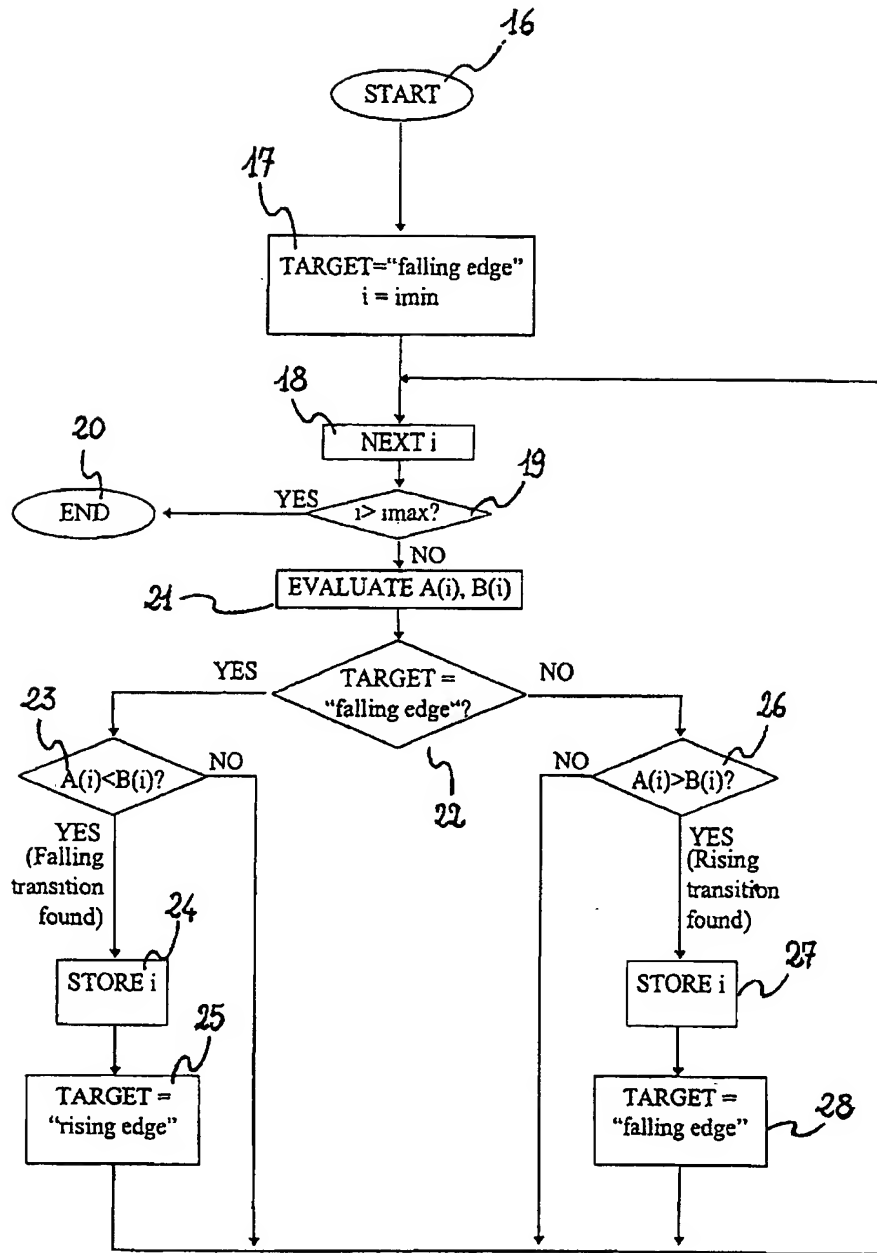 16
START
17
TARGET="falling edge"
i = imin
18
NEXT i
20
19
END
YES
i> imax?
NO
21
EVALUATE A(i), B(i)
YES
TARGET =
"falling edge"?
NO
22
23
A(i)<B(i)?
NO
26
NO
A(i)>B(i)?
YES
(Falling
transition
found)
YES
(Rising
transition
found)
24
STORE i
27
STORE i
25
TARGET =
"rising edge"
28
TARGET =
"falling edge"